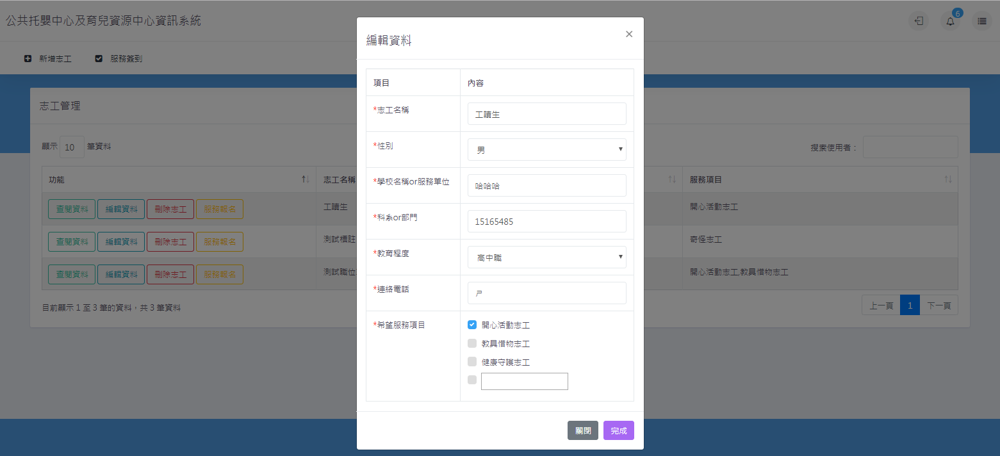 公共托嬰中心及育兒資源中心資訊系統
6
新增志工 服務簽到
志工管理
顯示 10 筆資料
搜索使用者：
功能 志工名稱 服務項目
查閱資料 編輯資料 刪除志工 服務報名 工讀生 開心活動志工
查閱資料 編輯資料 刪除志工 服務報名 測試標註 奇怪志工
查閱資料 編輯資料 刪除志工 服務報名 測試職位 開心活動志工,教具惜物志工
目前顯示 1 至 3 筆的資料，共 3 筆資料
上一頁 1 下一頁
編輯資料
×
項目 內容
*志工名稱 工讀生
*性別 男
*學校名稱or服務單位 哈哈哈
*科系or部門 15165485
*教育程度 高中職
*連絡電話 ㄕ
*希望服務項目 開心活動志工
教具惜物志工
健康守護志工
關閉 完成